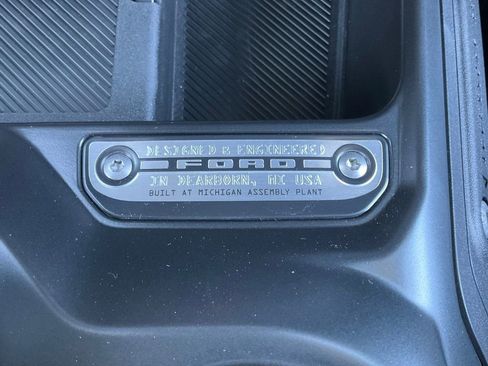 DESIGNED & ENGINEERED
FORD
IN DEARBORN, MI USA
BUILT AT MICHIGAN ASSEMBLY PLANT